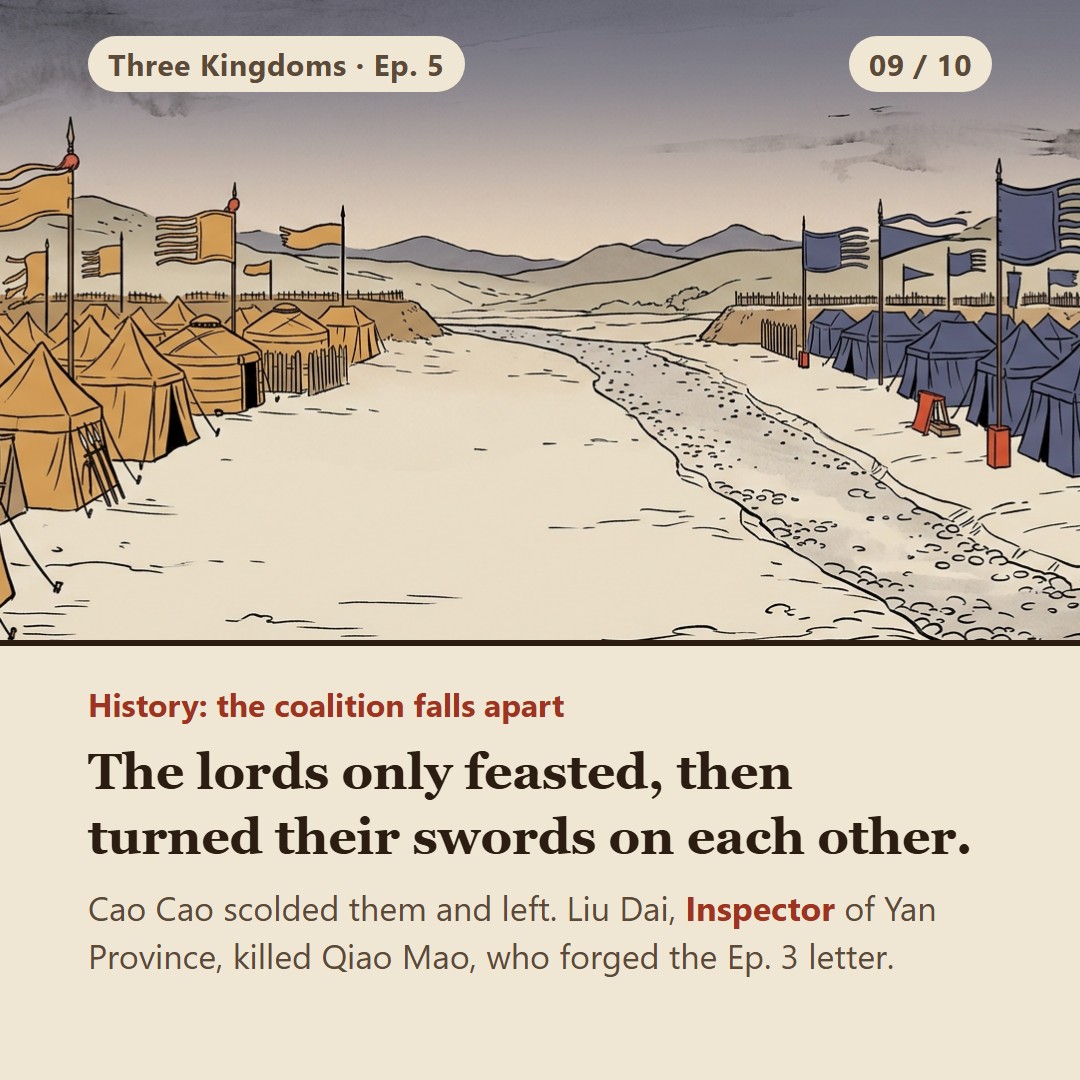 Three Kingdoms · Ep. 5
09 / 10
History: the coalition falls apart
The lords only feasted, then
turned their swords on each other.
Cao Cao scolded them and left. Liu Dai, Inspector of Yan
Province, killed Qiao Mao, who forged the Ep. 3 letter.